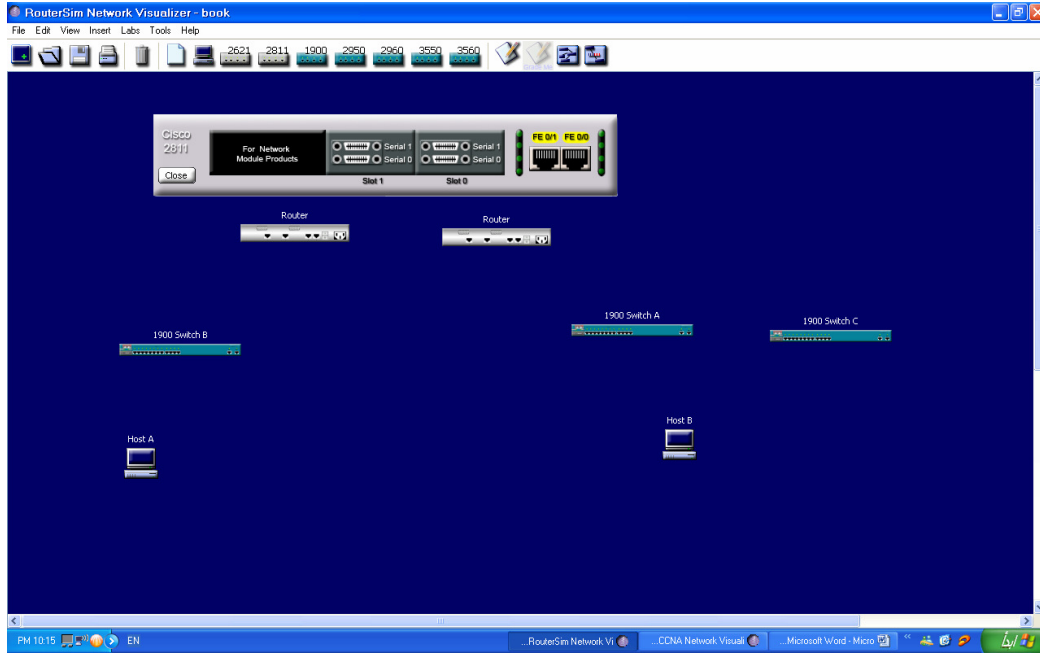 RouterSim Network Visualizer - book
File Edit View Insert Labs Tools Help
2621 2811 1900 2950 2960 3550 3560
Cisco
2811
Close
For Network
Module Products
Serial 1
Serial 0
Slot 1
Serial 1
Serial 0
Slot 0
FE 0/1 FE 0/0
Router
Router
1900 Switch B
1900 Switch A
1900 Switch C
Host A
Host B
PM 10:15
EN
...RouterSim Network Vi
...CCNA Network Visuali
...Microsoft Word - Micro
ابدأ